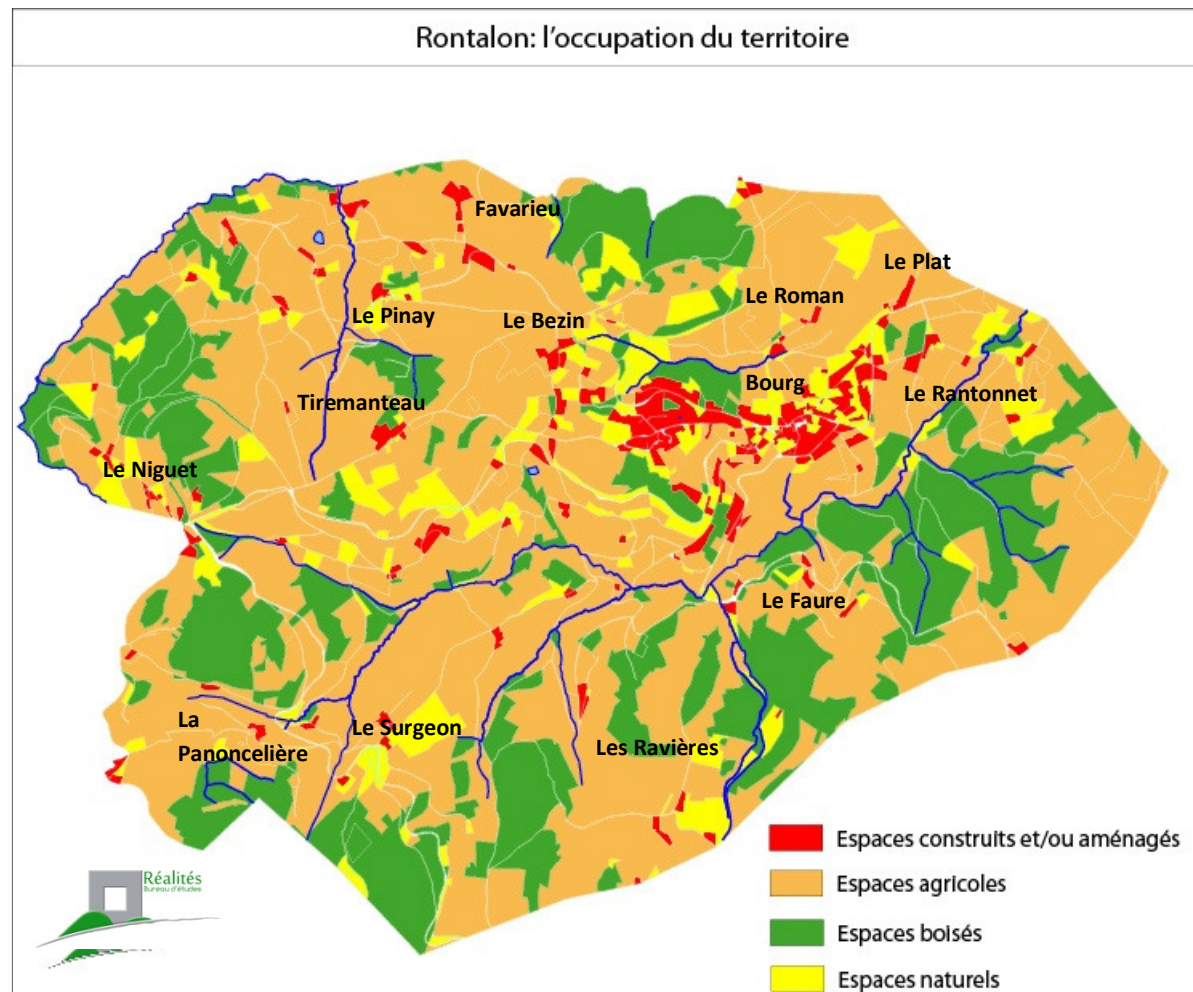 Rontalon: l'occupation du territoire
Favarieu
Le Plat
Le Roman
Le Pinay
Le Bezin
Bourg
Le Rantonnet
Tiremanteau
Le Niguet
Le Faure
La
Panoncelière
Le Surgeon
Les Ravières
Espaces construits et/ou aménagés
Espaces agricoles
Espaces boisés
Espaces naturels
Réalités
Bureau d'études